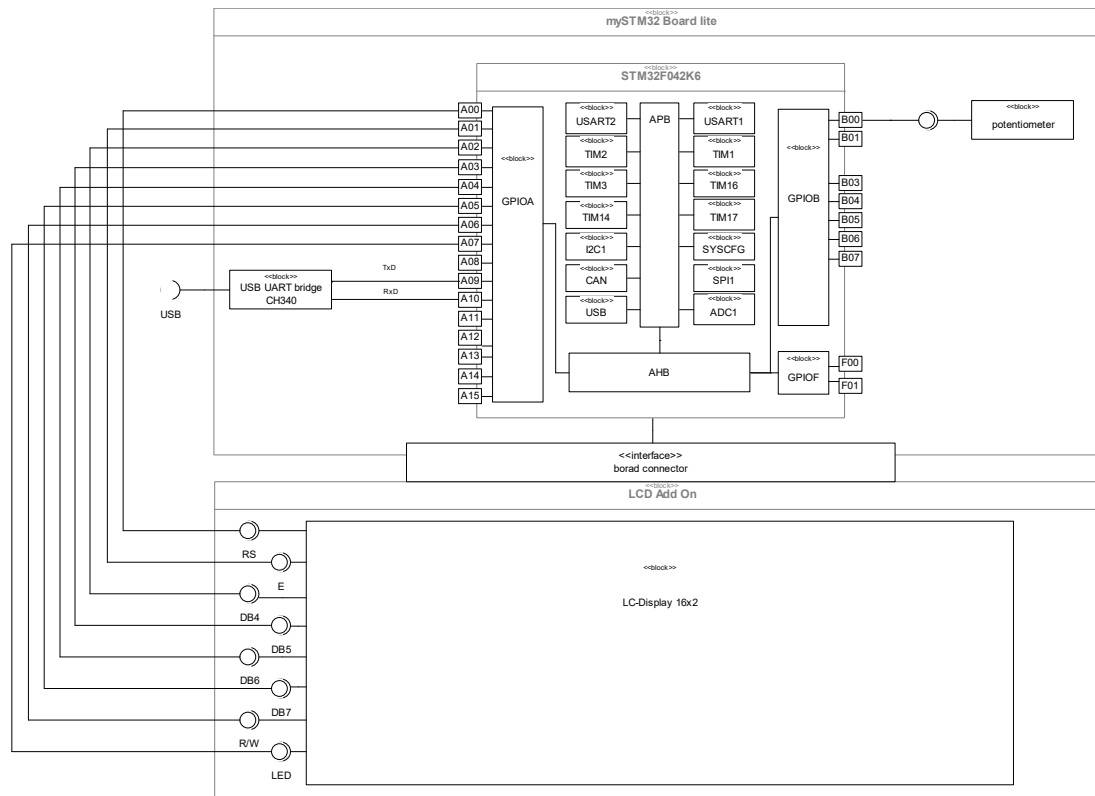 <<block>>
mySTM32 Board lite
<<block>>
STM32F042K6
A00
A01
A02
A03
A04
A05
A06
A07
A08
A09
A10
A11
A12
A13
A14
A15
<<block>>
GPIOA
<<block>>
USART2
<<block>>
TIM2
<<block>>
TIM3
<<block>>
TIM14
<<block>>
I2C1
<<block>>
CAN
<<block>>
USB
APB
<<block>>
USART1
<<block>>
TIM1
<<block>>
TIM16
<<block>>
TIM17
<<block>>
SYSCFG
<<block>>
SPI1
<<block>>
ADC1
AHB
<<block>>
GPIOB
B00
B01
B03
B04
B05
B06
B07
<<block>>
GPIOF
F00
F01
<<block>>
potentiometer
USB
<<block>>
USB UART bridge
CH340
TxD
RxD
<<interface>>
borad connector
<<block>>
LCD Add On
RS
E
DB4
DB5
DB6
DB7
R/W
LED
<<block>>
LC-Display 16x2